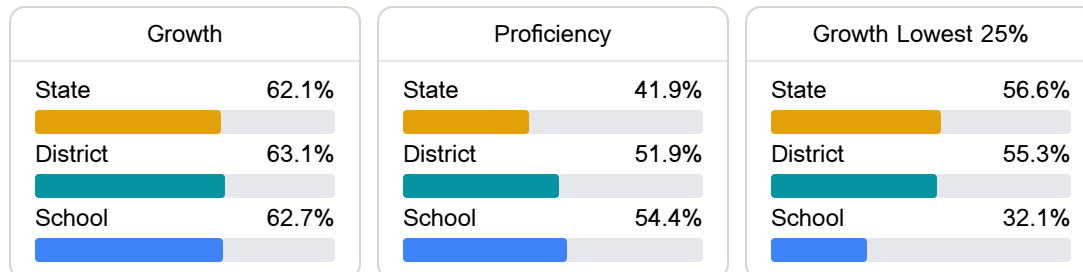 Growth
State 62.1%
District 63.1%
School 62.7%
Proficiency
State 41.9%
District 51.9%
School 54.4%
Growth Lowest 25%
State 56.6%
District 55.3%
School 32.1%